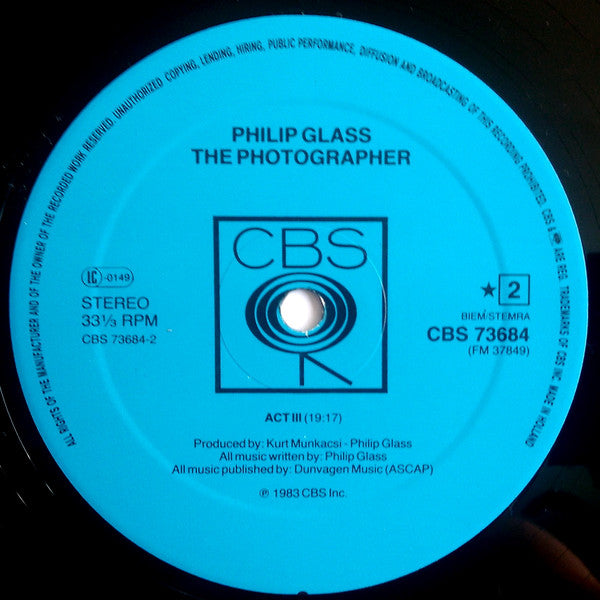 ALL RIGHTS OF THE MANUFACTURER AND OF THE OWNER OF THE RECORDED WORK RESERVED. UNAUTHORIZED COPYING, LENDING, HIRING, PUBLIC PERFORMANCE, DIFFUSION AND BROADCASTING OF THIS RECORDING PROHIBITED. CBS & ARE REG. TRADEMARKS OF CBS INC. MADE IN HOLLAND
PHILIP GLASS
THE PHOTOGRAPHER
CBS
LC -0149
STEREO
33⅓ RPM
CBS 73684-2
★ 2
BIEM/STEMRA
CBS 73684
(FM 37849)
ACT III (19:17)
Produced by: Kurt Munkacsi - Philip Glass
All music written by: Philip Glass
All music published by: Dunvagen Music (ASCAP)
℗ 1983 CBS Inc.